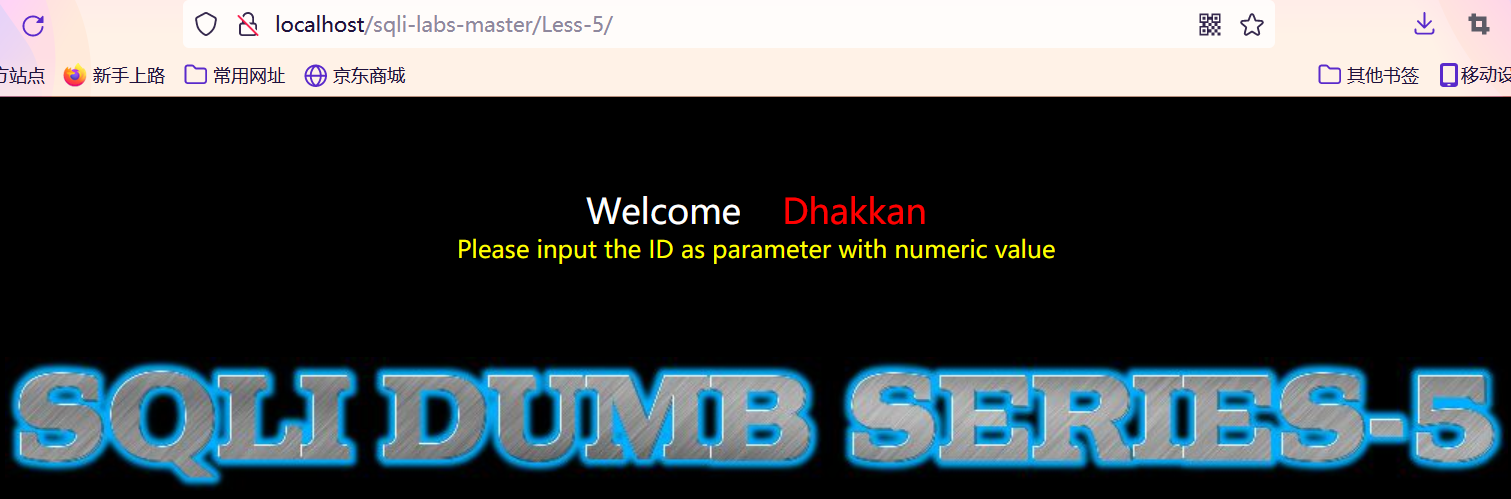 localhost/sqli-labs-master/Less-5/
方站点 新手上路 常用网址 京东商城 其他书签 移动设
Welcome Dhakkan
Please input the ID as parameter with numeric value
SQLI DUMB SERIES-5